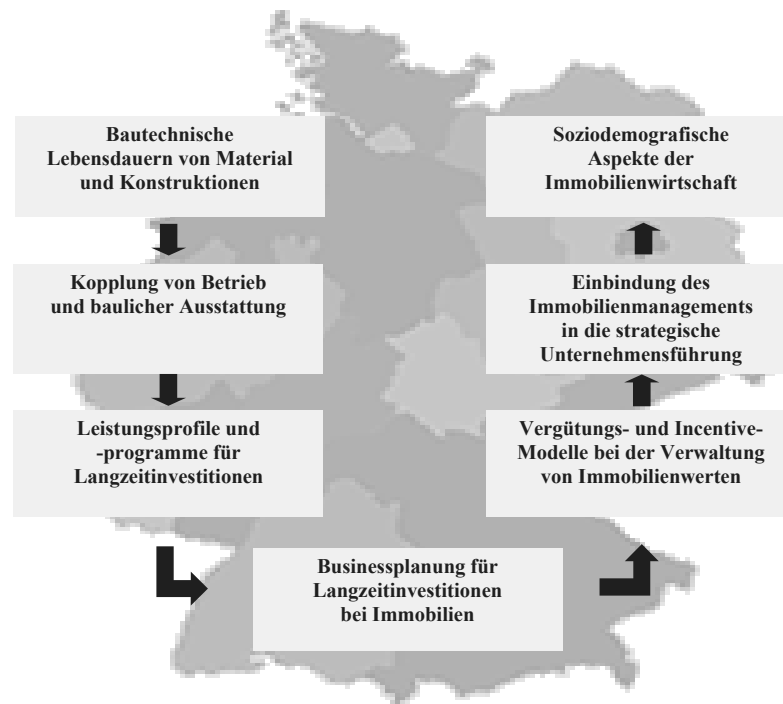 Bautechnische
Lebensdauern von Material
und Konstruktionen
Kopplung von Betrieb
und baulicher Ausstattung
Leistungsprofile und
-programme für
Langzeitinvestitionen
Businessplanung für
Langzeitinvestitionen
bei Immobilien
Vergütungs- und Incentive-
Modelle bei der Verwaltung
von Immobilienwerten
Einbindung des
Immobilienmanagements
in die strategische
Unternehmensführung
Soziodemografische
Aspekte der
Immobilienwirtschaft